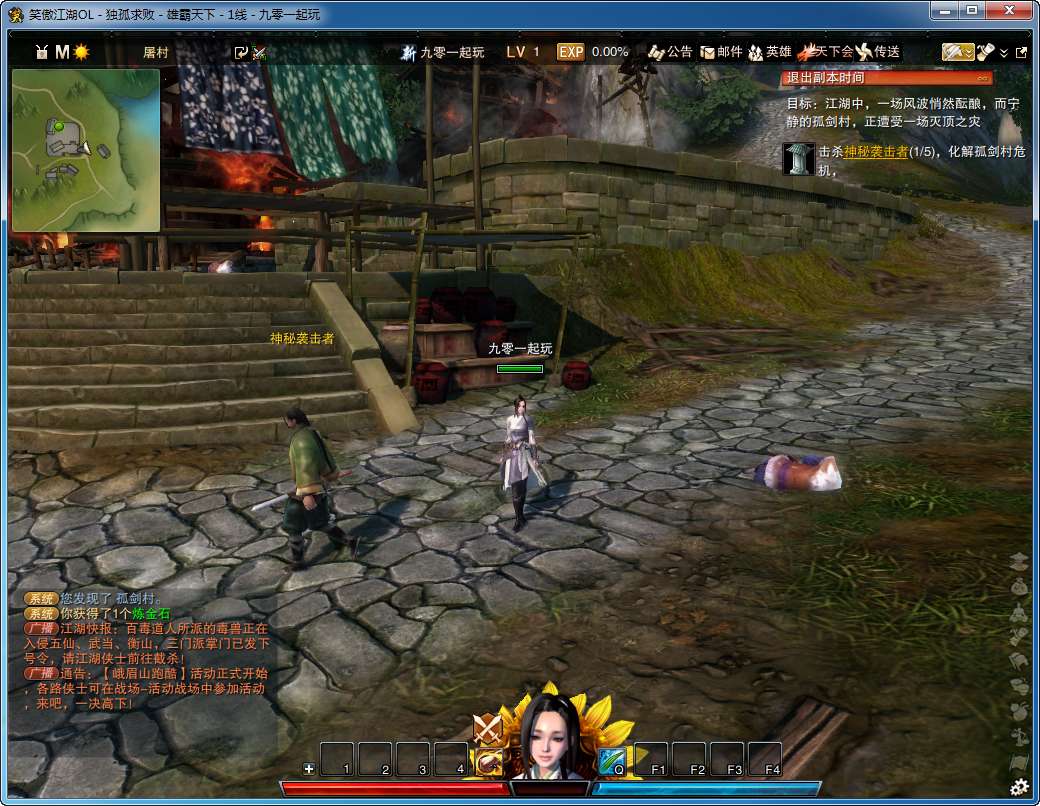 笑傲江湖OL - 独孤求败 - 雄霸天下 - 1线 - 九零一起玩
M 屠村 新 九零一起玩 LV 1 EXP 0.00% 公告 邮件 英雄 天下会 传送
退出副本时间
目标：江湖中，一场风波悄然酝酿，而宁
静的孤剑村，正遭受一场灭顶之灾
击杀神秘袭击者(1/5)，化解孤剑村危
机，
神秘袭击者
九零一起玩
系统 您发现了 孤剑村。
系统 你获得了1个炼金石
广播 江湖快报：百毒道人所派的毒兽正在
入侵五仙、武当、衡山，三门派掌门已发下
号令，请江湖侠士前往截杀！
广播 通告：【峨眉山跑酷】活动正式开始
，各路侠士可在战场-活动战场中参加活动
，来吧，一决高下！
1 2 3 4 Q F1 F2 F3 F4